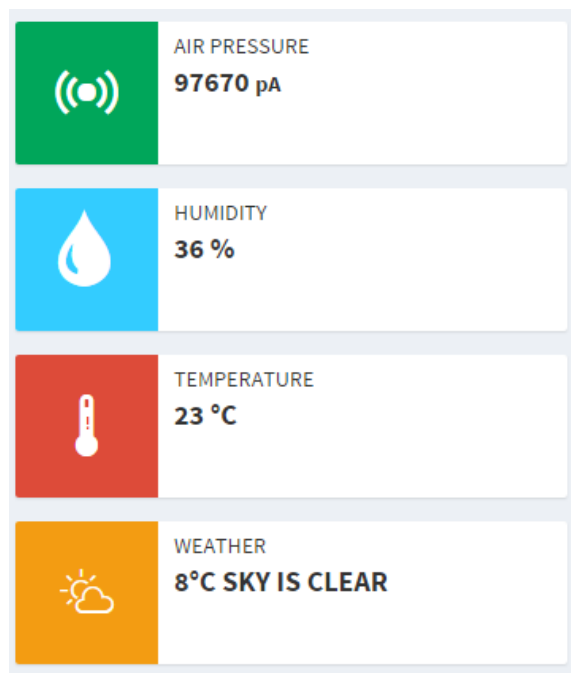 AIR PRESSURE
97670 pA
HUMIDITY
36 %
TEMPERATURE
23 °C
WEATHER
8°C SKY IS CLEAR